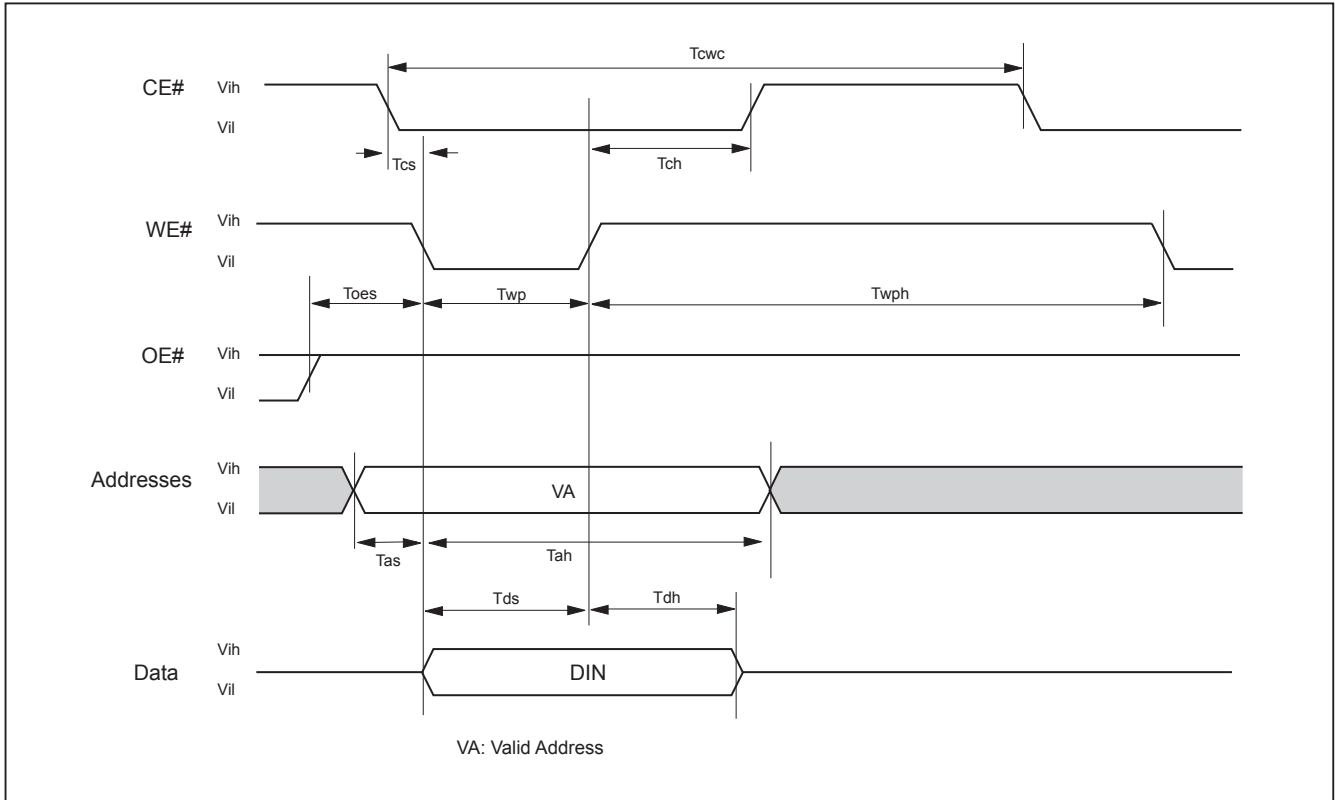 Tcwc
CE# Vih
Vil
Tcs Tch
WE# Vih
Vil
Toes Twp Twph
OE# Vih
Vil
Addresses Vih
VA
Vil
Tas Tah
Tds Tdh
Data Vih
DIN
Vil
VA: Valid Address